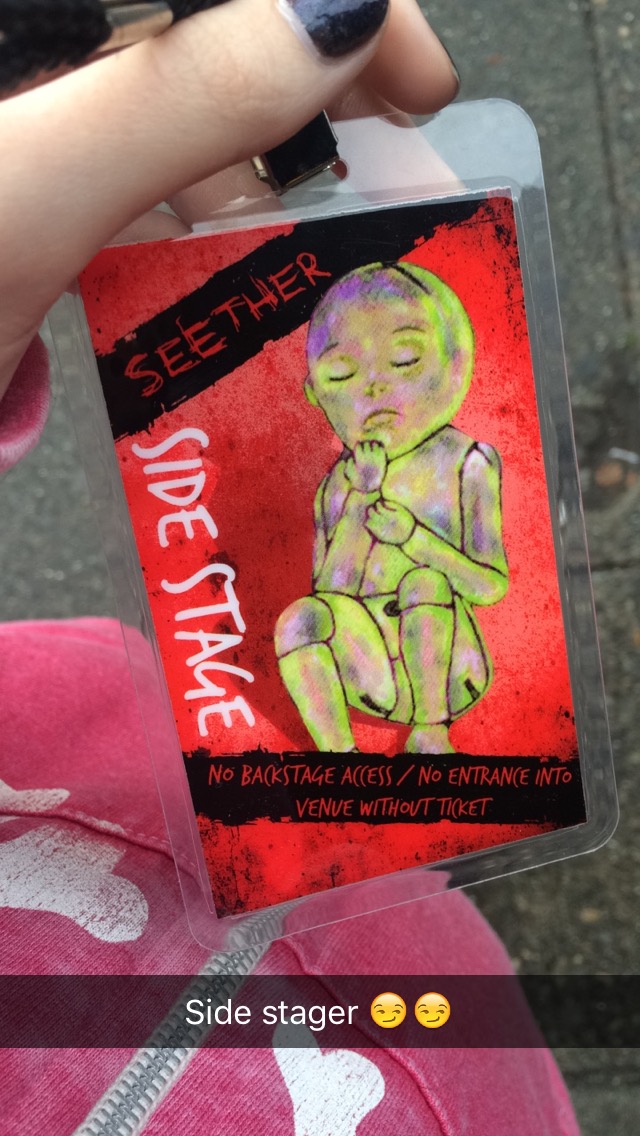 SEETHER
SIDE STAGE
NO BACKSTAGE ACCESS / NO ENTRANCE INTO
VENUE WITHOUT TICKET
Side stager 😏😏